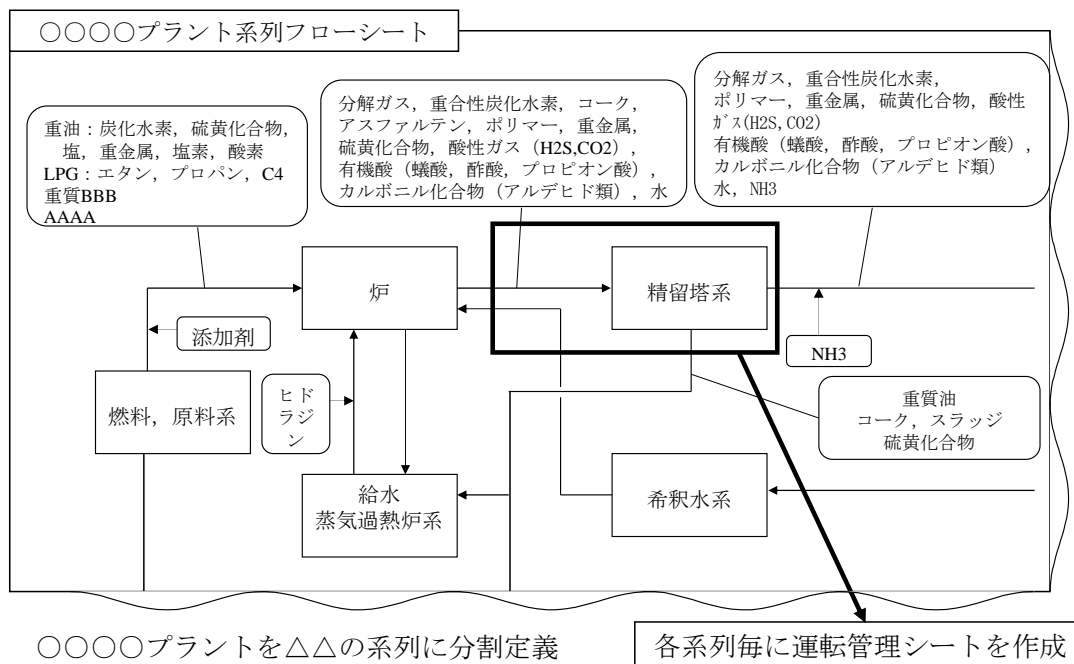 ○○○○プラント系列フローシート
重油：炭化水素，硫黄化合物，
塩，重金属，塩素，酸素
LPG：エタン，プロパン，C4
重質BBB
AAAA
分解ガス，重合性炭化水素，コーク，
アスファルテン，ポリマー，重金属，
硫黄化合物，酸性ガス（H2S,CO2），
有機酸（蟻酸，酢酸，プロピオン酸），
カルボニル化合物（アルデヒド類），水
分解ガス，重合性炭化水素，
ポリマー，重金属，硫黄化合物，酸性
ｶﾞｽ(H2S,CO2)
有機酸（蟻酸，酢酸，プロピオン酸），
カルボニル化合物（アルデヒド類）
水，NH3
炉
精留塔系
添加剤
NH3
燃料，原料系
ヒド
ラジ
ン
重質油
コーク，スラッジ
硫黄化合物
給水
蒸気過熱炉系
希釈水系
○○○○プラントを△△の系列に分割定義
各系列毎に運転管理シートを作成